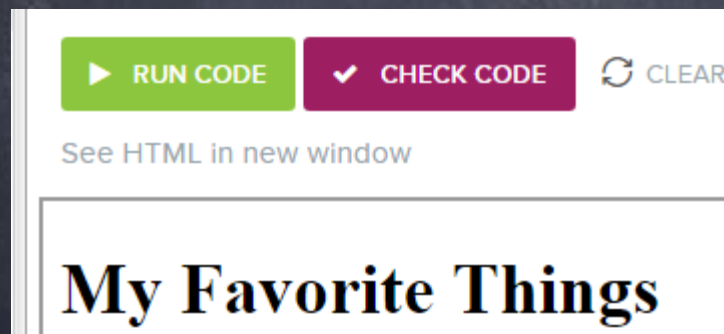 RUN CODE CHECK CODE CLEAR
See HTML in new window
My Favorite Things